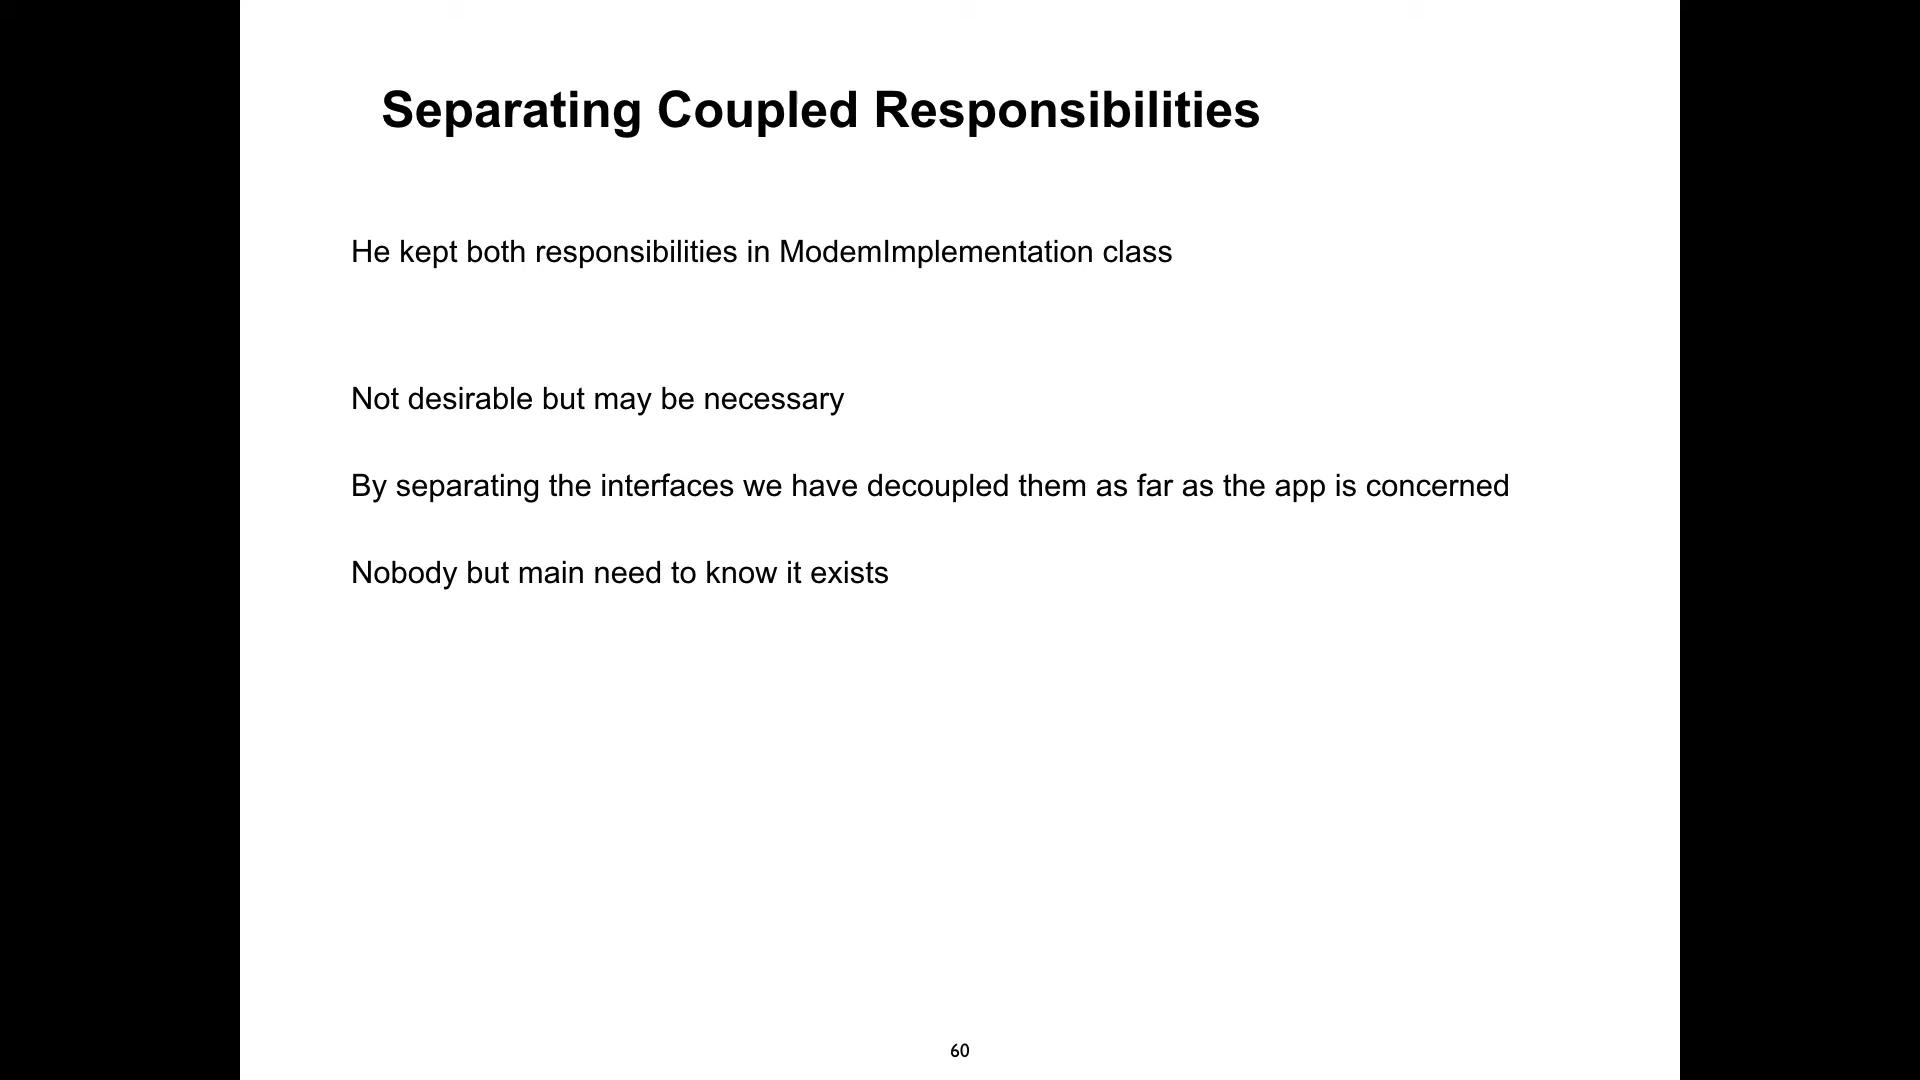 Separating Coupled Responsibilities
He kept both responsibilities in ModemImplementation class
Not desirable but may be necessary
By separating the interfaces we have decoupled them as far as the app is concerned
Nobody but main need to know it exists
60